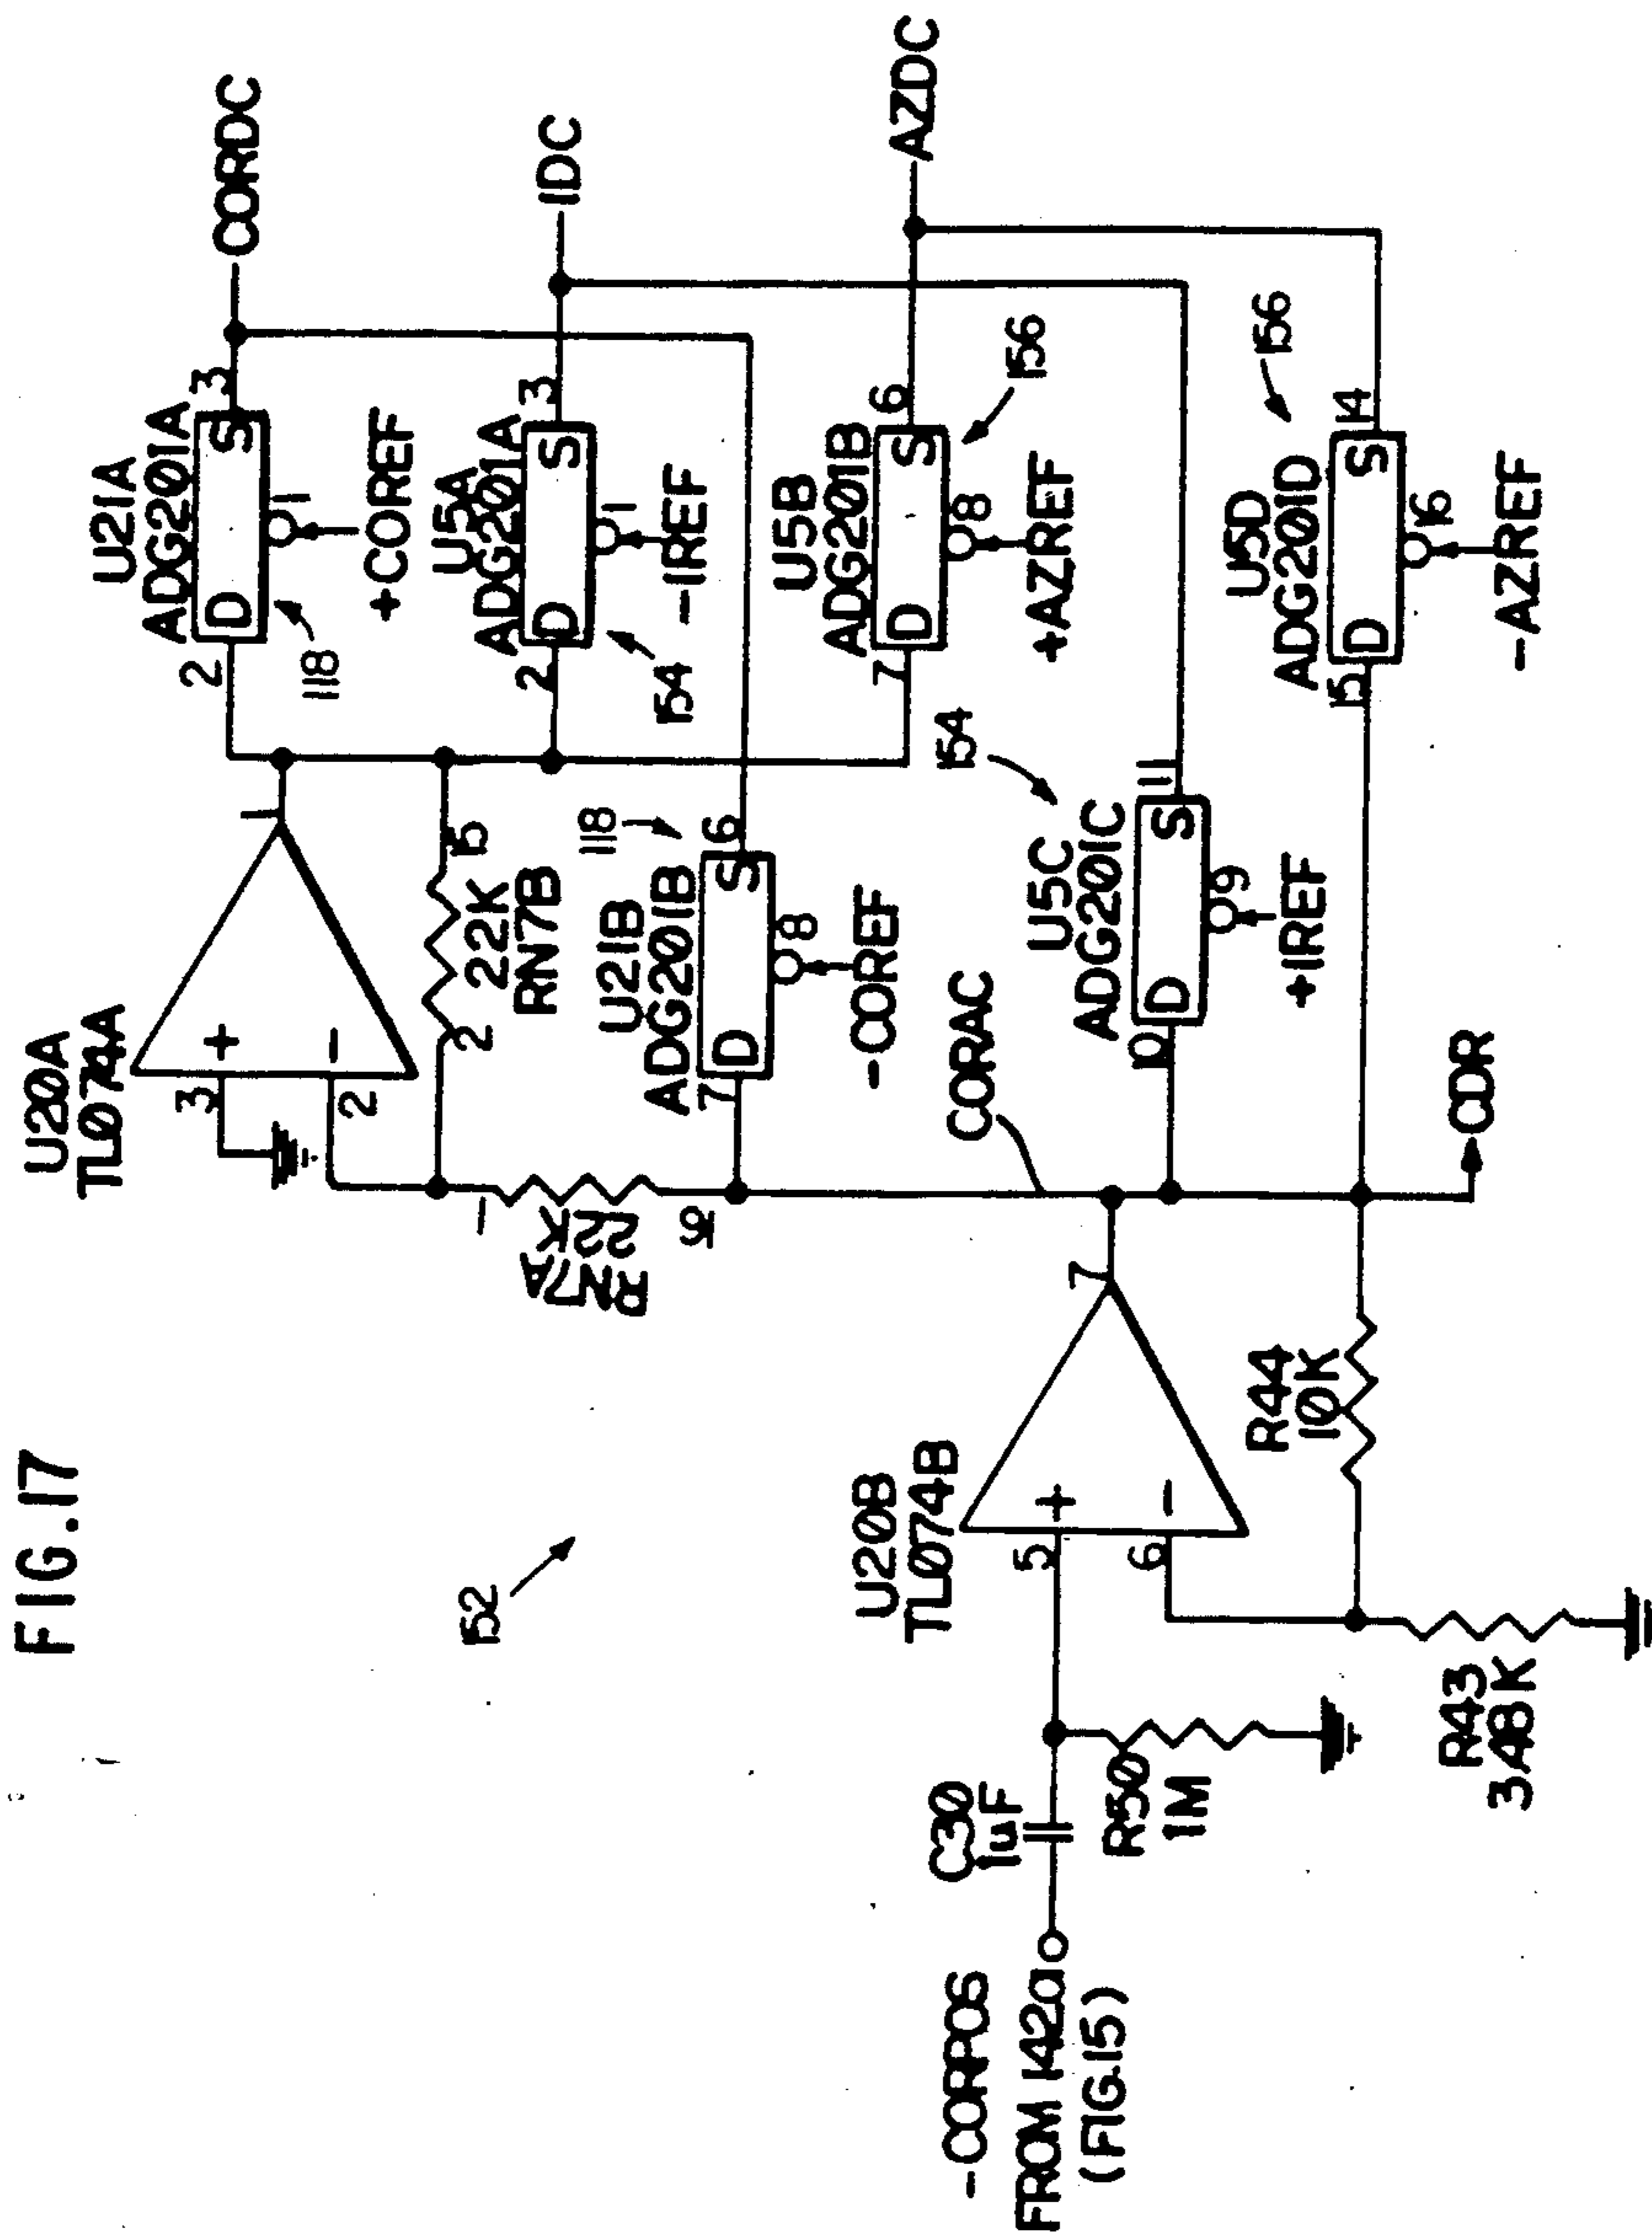 FIG.17
152
U20A
TL074A
3
+
2
-
1
2
22K
15
RN7B
1
RN7A
22K
16
U21A
ADG201A
2
D
S
3
1
+COREF
118
CORDC
U5A
ADG201A
2
D
S
3
1
-IREF
154
IDC
U5B
ADG201B
7
D
S
6
8
+AZREF
156
AZDC
118
U21B
ADG201B
7
D
S
6
8
-COREF
CORAC
154
U5C
ADG201C
10
D
S
11
9
+IREF
156
U5D
ADG201D
15
D
S
14
16
-AZREF
CDR
U20B
TL074B
5
+
6
-
7
R44
10K
C30
1uF
R50
1M
R43
3.48K
-CORPOS
FROM 142a
(FIG.15)